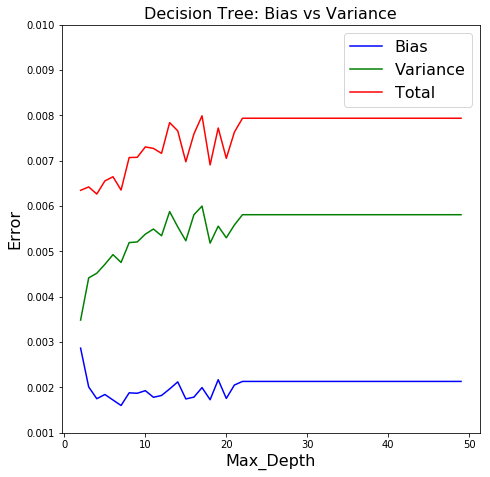 Decision Tree: Bias vs Variance
Bias
Variance
Total
Error
0.010
0.009
0.008
0.007
0.006
0.005
0.004
0.003
0.002
0.001
0 10 20 30 40 50
Max_Depth